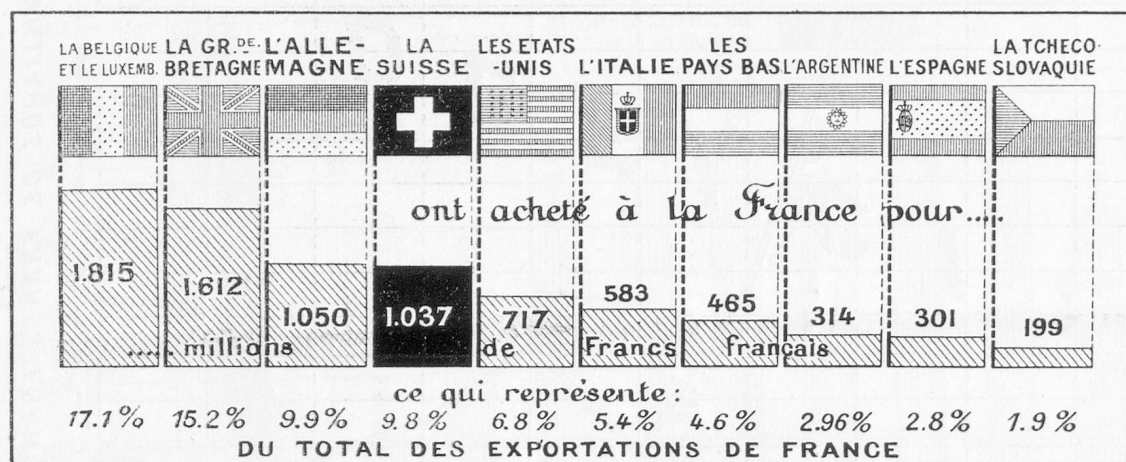 LA BELGIQUE ET LE LUXEMB.
LA GR.DE- BRETAGNE
L'ALLE- MAGNE
LA SUISSE
LES ETATS -UNIS
L'ITALIE
LES PAYS BAS
L'ARGENTINE
L'ESPAGNE
LA TCHECO- SLOVAQUIE
ont acheté à la France pour.....
1.815 1.612 1.050 1.037 717 583 465 314 301 199
..... millions de Francs français
ce qui représente :
17.1 % 15.2 % 9.9 % 9.8 % 6.8 % 5.4 % 4.6 % 2.96 % 2.8 % 1.9 %
DU TOTAL DES EXPORTATIONS DE FRANCE